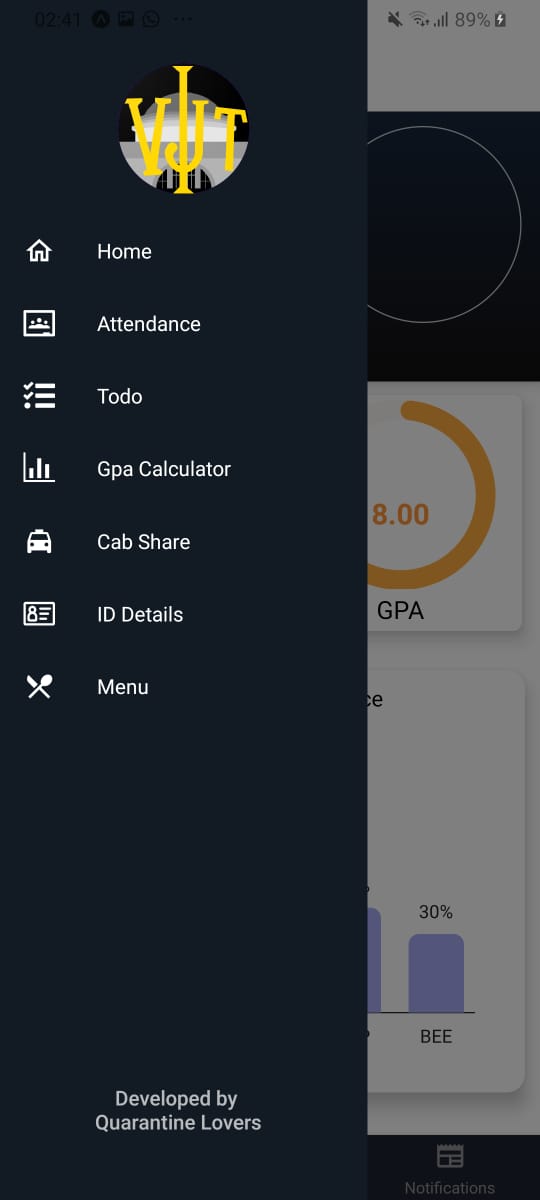 02:41
89%
VJIT
Home
Attendance
Todo
Gpa Calculator
Cab Share
ID Details
Menu
8.00
GPA
ce
30%
BEE
Developed by
Quarantine Lovers
Notifications